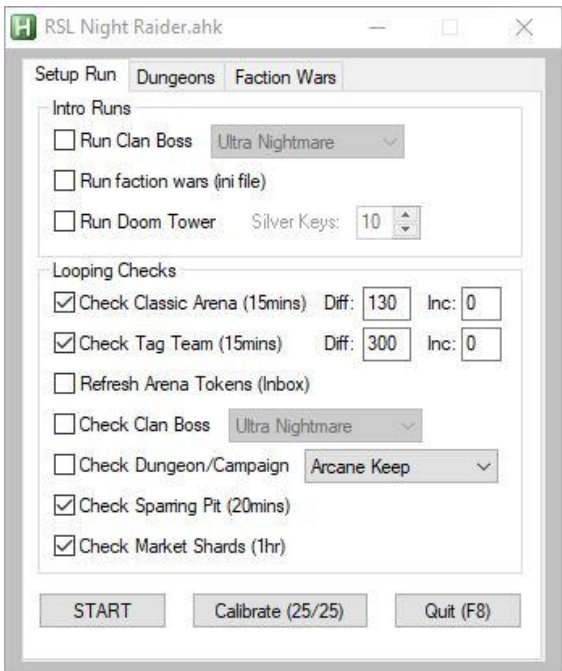 H RSL Night Raider.ahk
Setup Run Dungeons Faction Wars
Intro Runs
Run Clan Boss Ultra Nightmare
Run faction wars (ini file)
Run Doom Tower Silver Keys: 10
Looping Checks
Check Classic Arena (15mins) Diff: 130 Inc: 0
Check Tag Team (15mins) Diff: 300 Inc: 0
Refresh Arena Tokens (Inbox)
Check Clan Boss Ultra Nightmare
Check Dungeon/Campaign Arcane Keep
Check Sparring Pit (20mins)
Check Market Shards (1hr)
START Calibrate (25/25) Quit (F8)